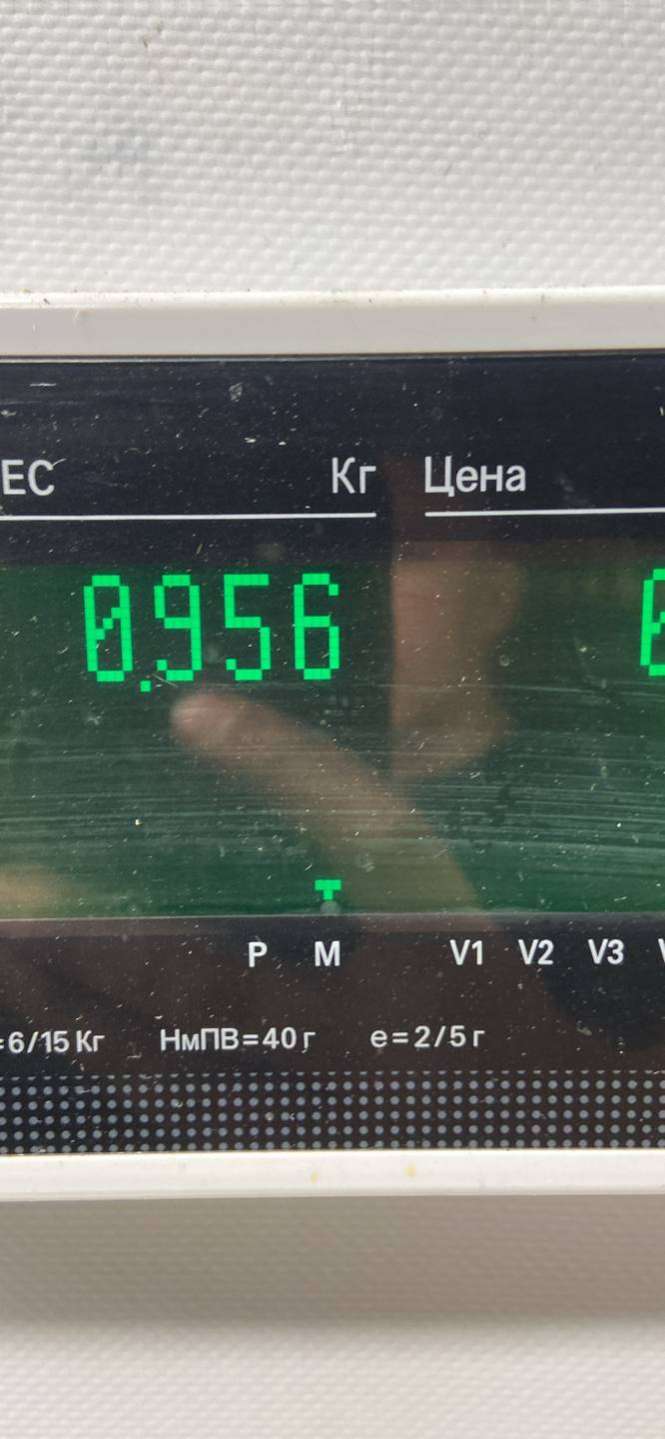 ЕС Кг Цена
0.956
Р М V1 V2 V3
=6/15 Кг НмПВ=40 г e=2/5 г